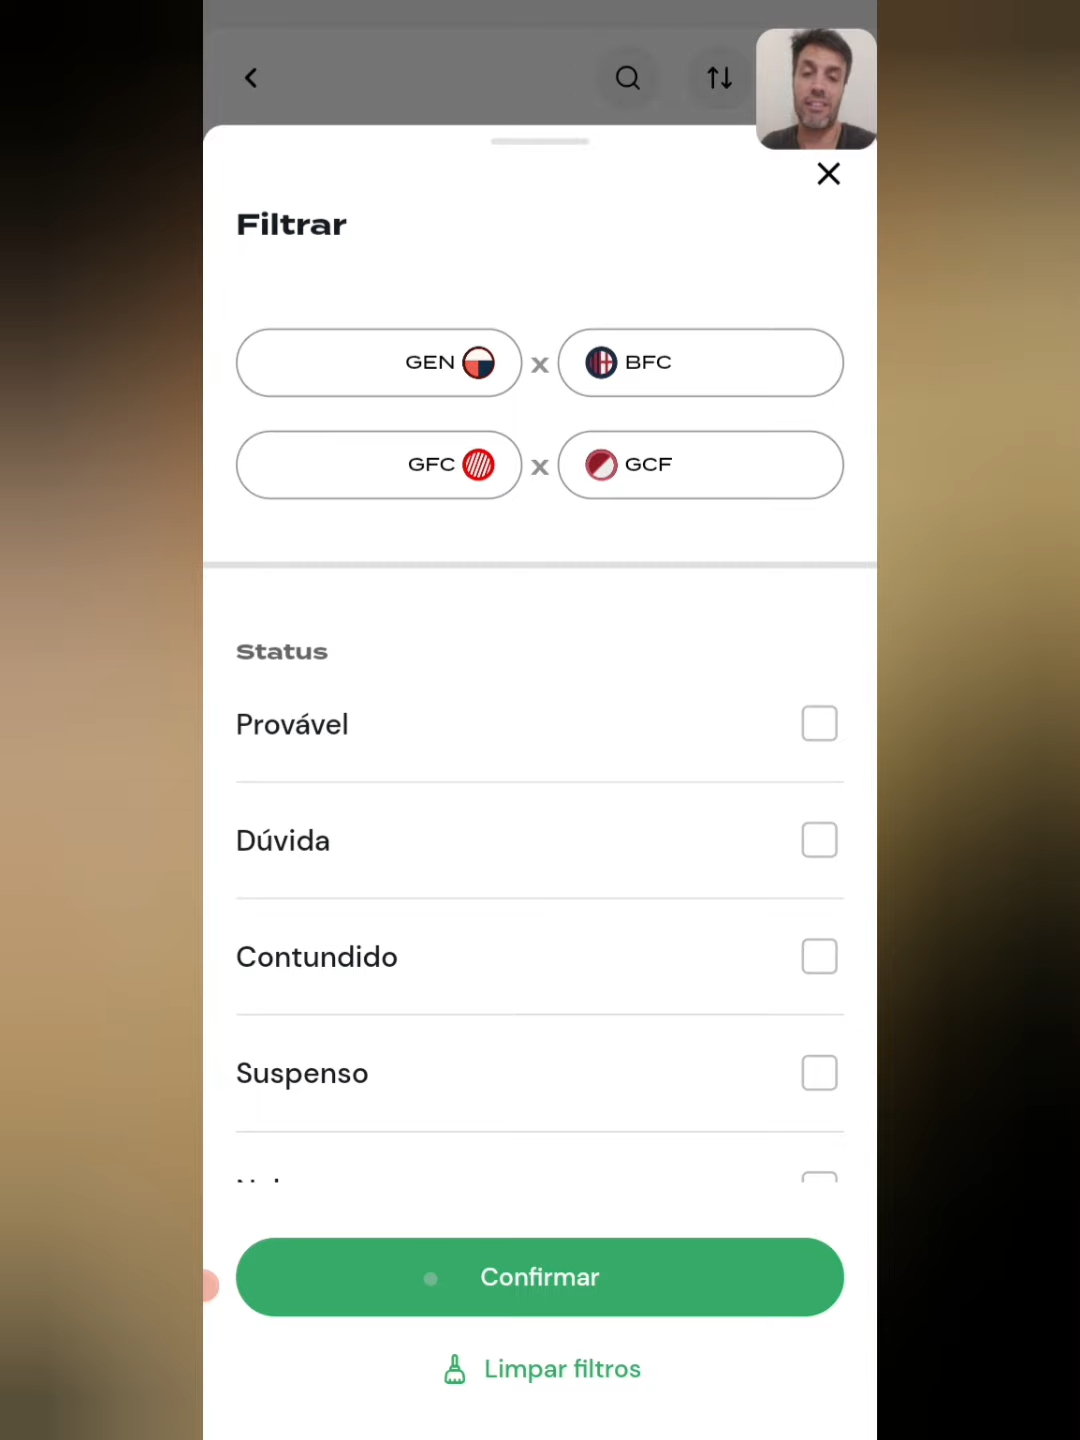 Filtrar
GEN x BFC
GFC x GCF
Status
Provável
Dúvida
Contundido
Suspenso
Confirmar
Limpar filtros